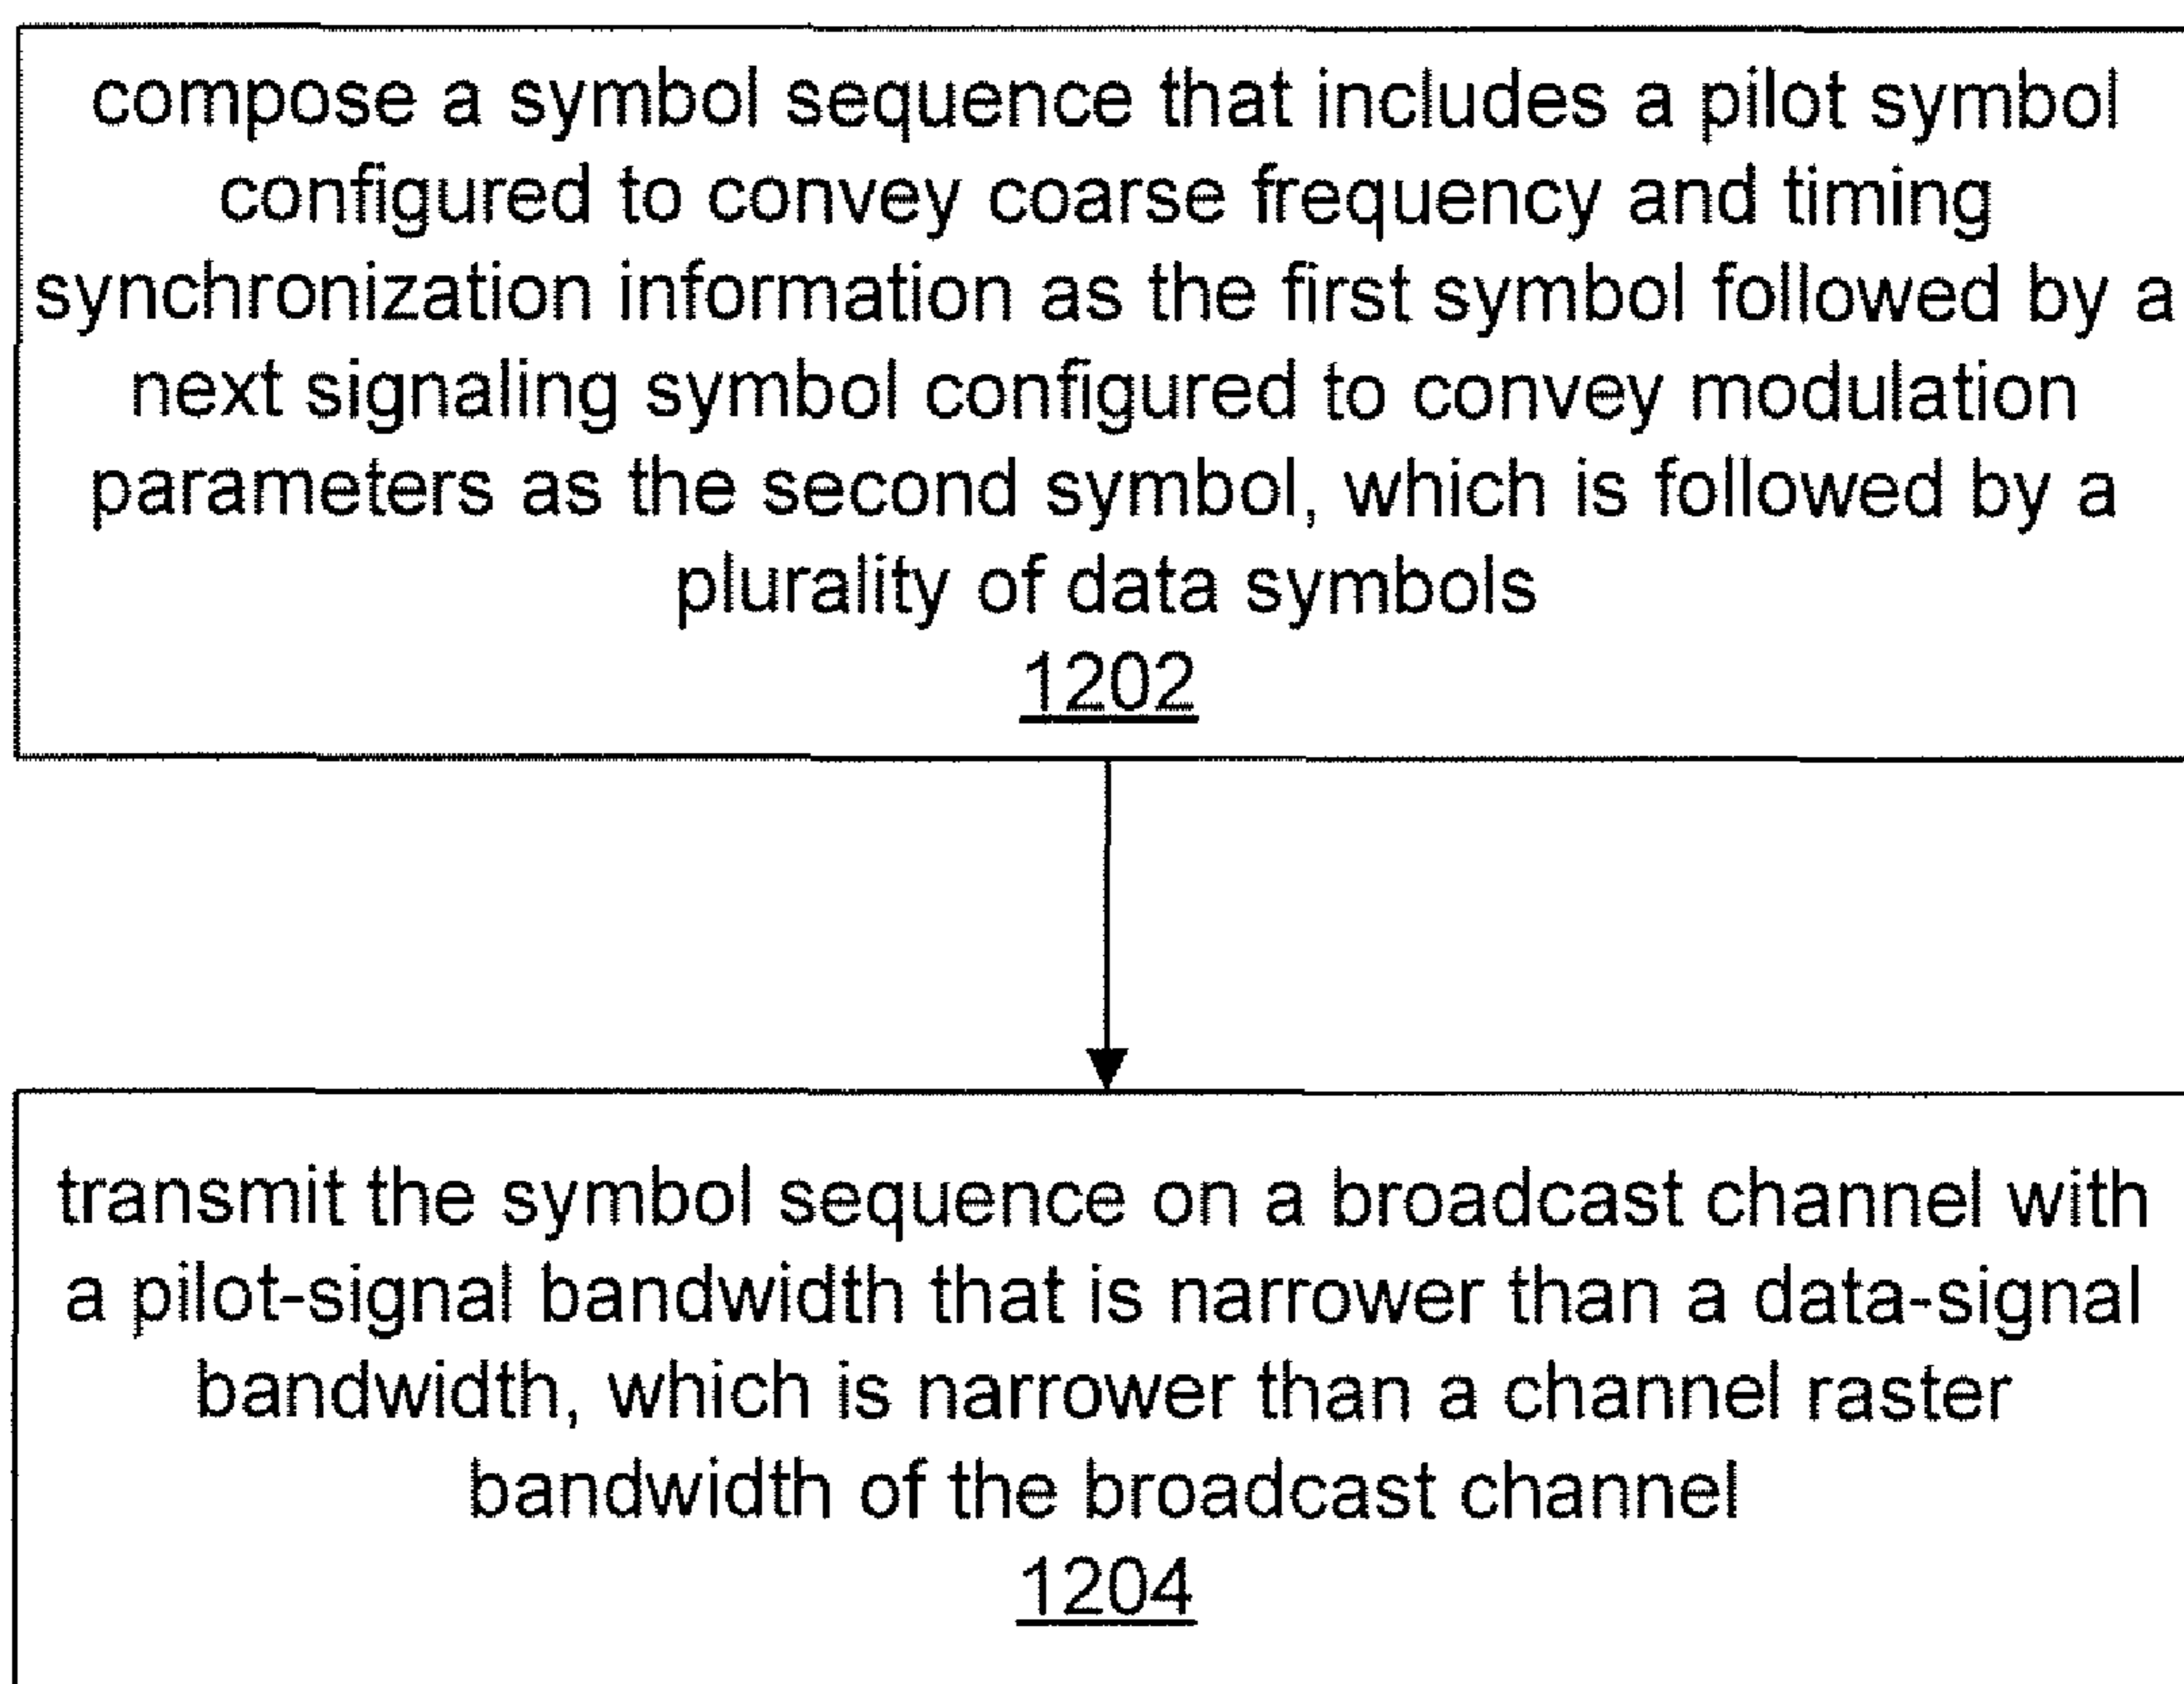 compose a symbol sequence that includes a pilot symbol
configured to convey coarse frequency and timing
synchronization information as the first symbol followed by a
next signaling symbol configured to convey modulation
parameters as the second symbol, which is followed by a
plurality of data symbols
1202
transmit the symbol sequence on a broadcast channel with
a pilot-signal bandwidth that is narrower than a data-signal
bandwidth, which is narrower than a channel raster
bandwidth of the broadcast channel
1204